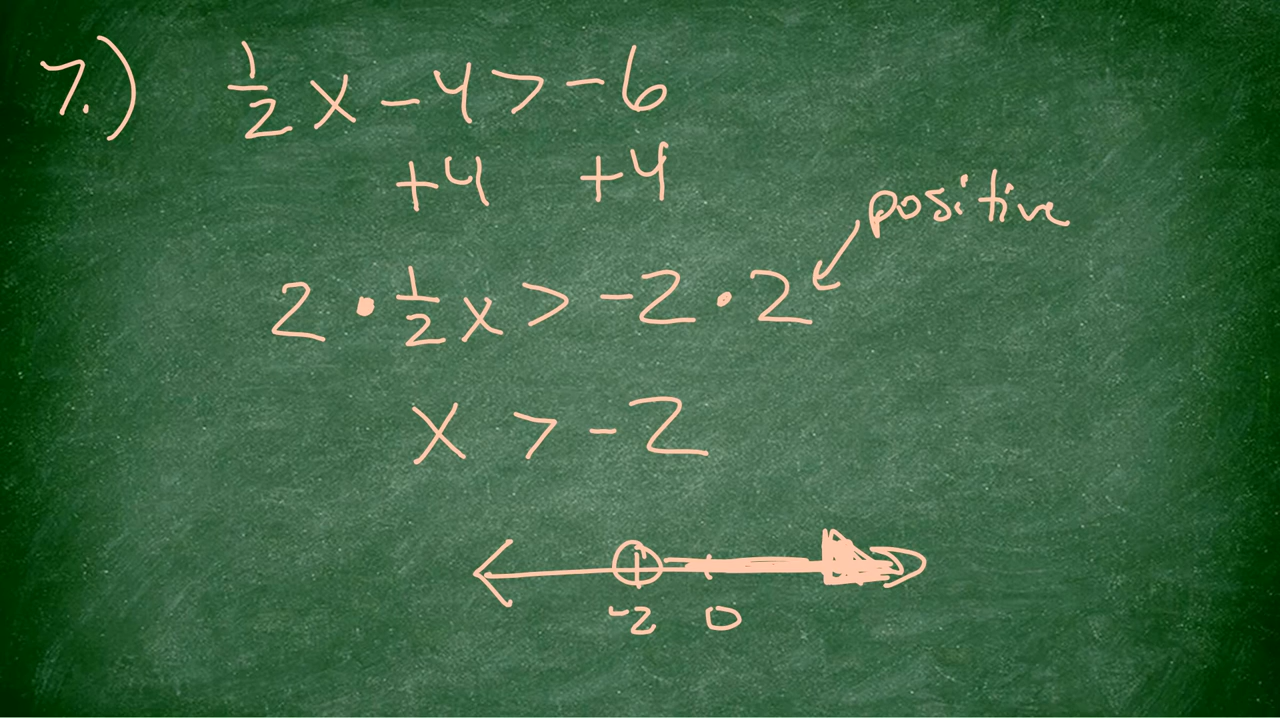 7.) ½x - 4 > -6
+4 +4
positive
2 • ½x > -2 • 2
x > -2
-2 0